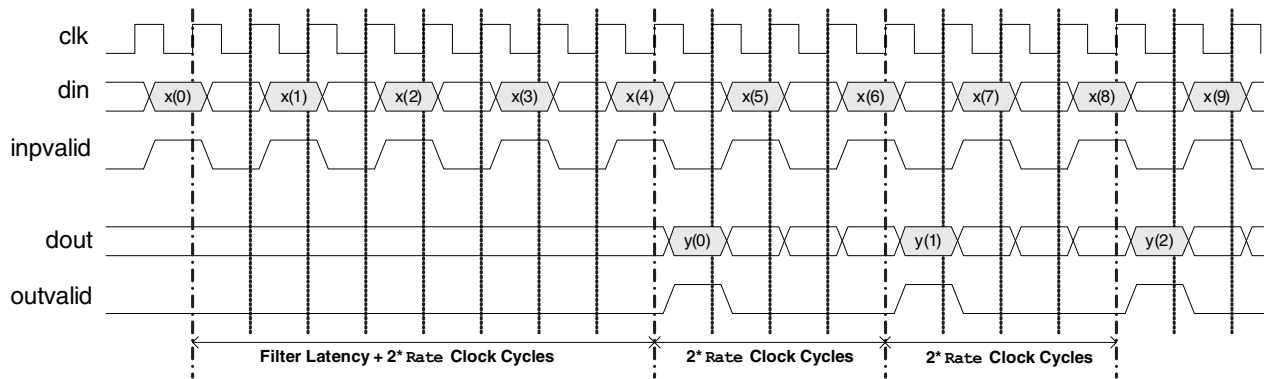 clk
din
x(0) x(1) x(2) x(3) x(4) x(5) x(6) x(7) x(8) x(9)
inpvalid
dout
y(0) y(1) y(2)
outvalid
Filter Latency + 2* Rate Clock Cycles 2* Rate Clock Cycles 2* Rate Clock Cycles